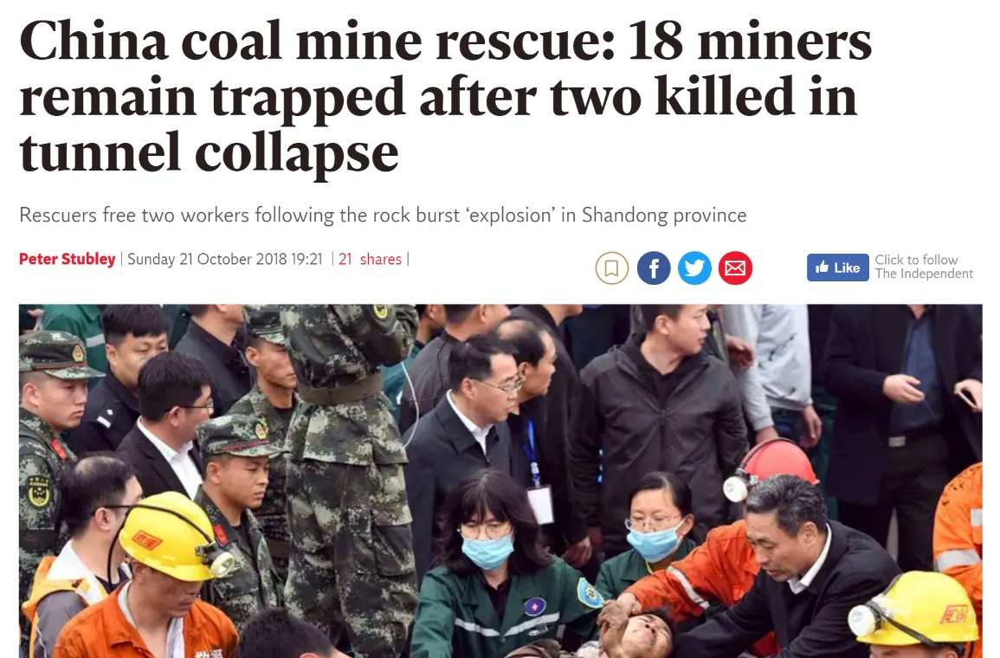 China coal mine rescue: 18 miners
remain trapped after two killed in
tunnel collapse
Rescuers free two workers following the rock burst ‘explosion’ in Shandong province
Peter Stubley | Sunday 21 October 2018 19:21 | 21 shares |
Like
Click to follow
The Independent